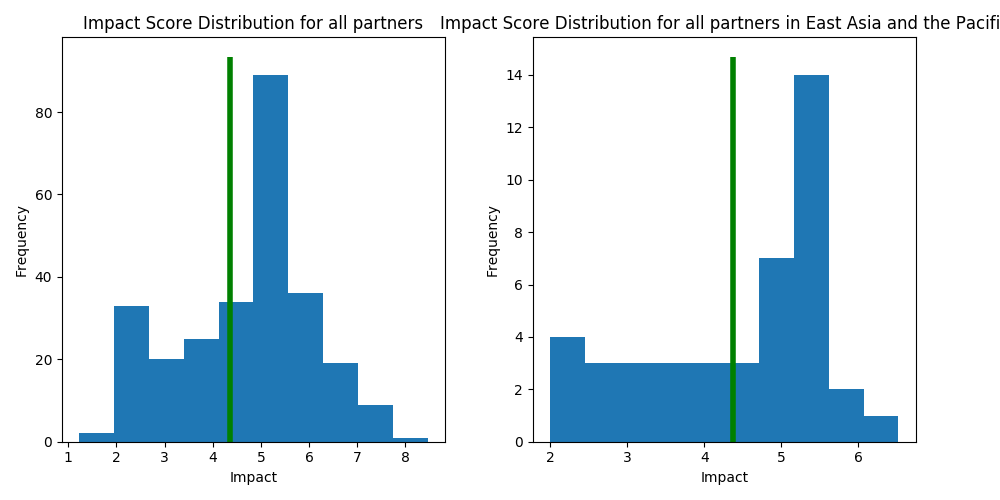 Impact Score Distribution for all partners
Frequency
80
60
40
20
0
1 2 3 4 5 6 7 8
Impact
Impact Score Distribution for all partners in East Asia and the Pacifi
Frequency
14
12
10
8
6
4
2
0
2 3 4 5 6
Impact